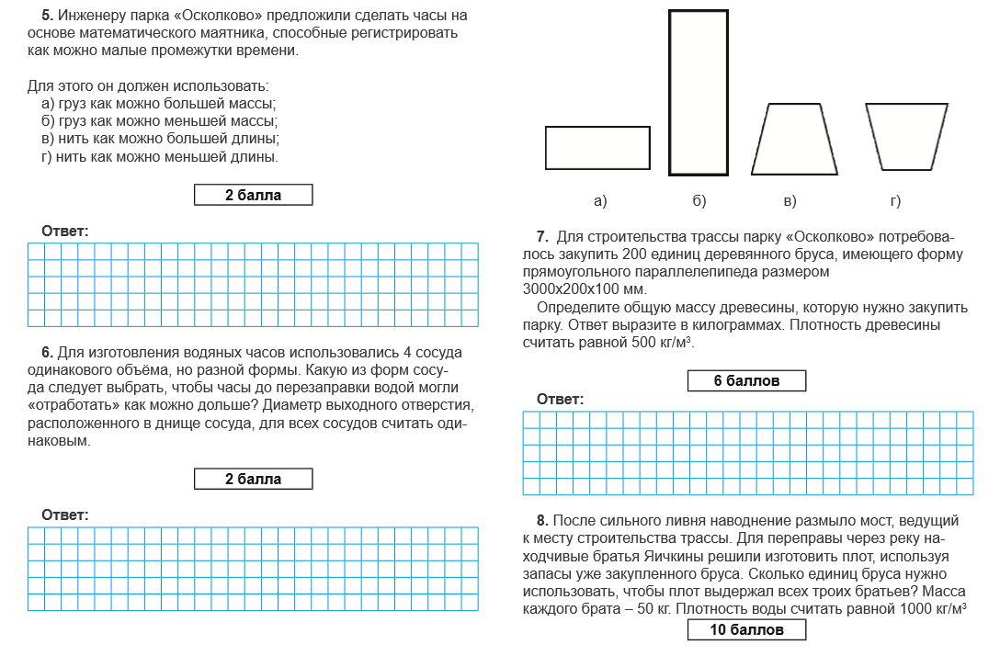 5. Инженеру парка «Осколково» предложили сделать часы на
основе математического маятника, способные регистрировать
как можно малые промежутки времени.
Для этого он должен использовать:
а) груз как можно большей массы;
б) груз как можно меньшей массы;
в) нить как можно большей длины;
г) нить как можно меньшей длины.
2 балла
Ответ:
6. Для изготовления водяных часов использовались 4 сосуда
одинакового объёма, но разной формы. Какую из форм сосу-
да следует выбрать, чтобы часы до перезаправки водой могли
«отработать» как можно дольше? Диаметр выходного отверстия,
расположенного в днище сосуда, для всех сосудов считать оди-
наковым.
2 балла
Ответ:
а) б) в) г)
7. Для строительства трассы парку «Осколково» потребова-
лось закупить 200 единиц деревянного бруса, имеющего форму
прямоугольного параллелепипеда размером
3000х200х100 мм.
Определите общую массу древесины, которую нужно закупить
парку. Ответ выразите в килограммах. Плотность древесины
считать равной 500 кг/м³.
6 баллов
Ответ:
8. После сильного ливня наводнение размыло мост, ведущий
к месту строительства трассы. Для переправы через реку на-
ходчивые братья Яичкины решили изготовить плот, используя
запасы уже закупленного бруса. Сколько единиц бруса нужно
использовать, чтобы плот выдержал всех троих братьев? Масса
каждого брата – 50 кг. Плотность воды считать равной 1000 кг/м³
10 баллов